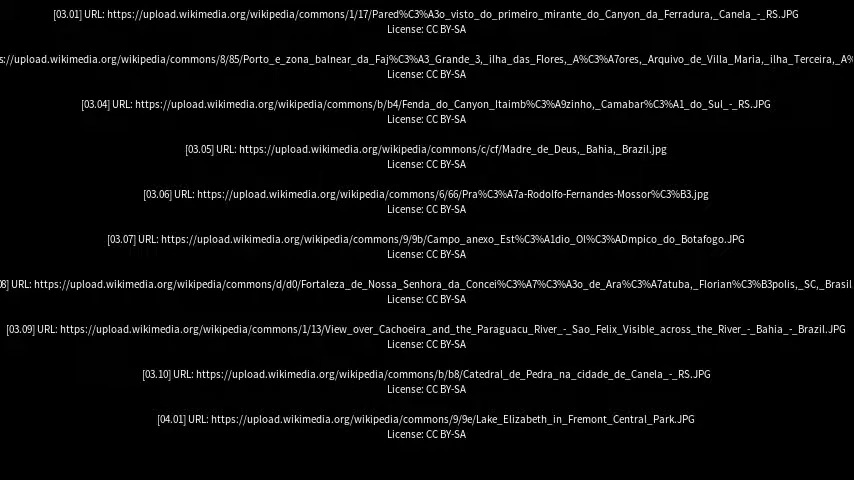 [03.01] URL: https://upload.wikimedia.org/wikipedia/commons/1/17/Pared%C3%A3o_visto_do_primeiro_mirante_do_Canyon_da_Ferradura,_Canela_-_RS.JPG
License: CC BY-SA
s://upload.wikimedia.org/wikipedia/commons/8/85/Porto_e_zona_balnear_da_Faj%C3%A3_Grande_3,_ilha_das_Flores,_A%C3%A7ores,_Arquivo_de_Villa_Maria,_ilha_Terceira,_A%
License: CC BY-SA
[03.04] URL: https://upload.wikimedia.org/wikipedia/commons/b/b4/Fenda_do_Canyon_Itaimb%C3%A9zinho,_Camabar%C3%A1_do_Sul_-_RS.JPG
License: CC BY-SA
[03.05] URL: https://upload.wikimedia.org/wikipedia/commons/c/cf/Madre_de_Deus,_Bahia,_Brazil.jpg
License: CC BY-SA
[03.06] URL: https://upload.wikimedia.org/wikipedia/commons/6/66/Pra%C3%A7a-Rodolfo-Fernandes-Mossor%C3%B3.jpg
License: CC BY-SA
[03.07] URL: https://upload.wikimedia.org/wikipedia/commons/9/9b/Campo_anexo_Est%C3%A1dio_Ol%C3%ADmpico_do_Botafogo.JPG
License: CC BY-SA
08] URL: https://upload.wikimedia.org/wikipedia/commons/d/d0/Fortaleza_de_Nossa_Senhora_da_Concei%C3%A7%C3%A3o_de_Ara%C3%A7atuba,_Florian%C3%B3polis,_SC,_Brasil
License: CC BY-SA
[03.09] URL: https://upload.wikimedia.org/wikipedia/commons/1/13/View_over_Cachoeira_and_the_Paraguacu_River_-_Sao_Felix_Visible_across_the_River_-_Bahia_-_Brazil.JPG
License: CC BY-SA
[03.10] URL: https://upload.wikimedia.org/wikipedia/commons/b/b8/Catedral_de_Pedra_na_cidade_de_Canela_-_RS.JPG
License: CC BY-SA
[04.01] URL: https://upload.wikimedia.org/wikipedia/commons/9/9e/Lake_Elizabeth_in_Fremont_Central_Park.JPG
License: CC BY-SA